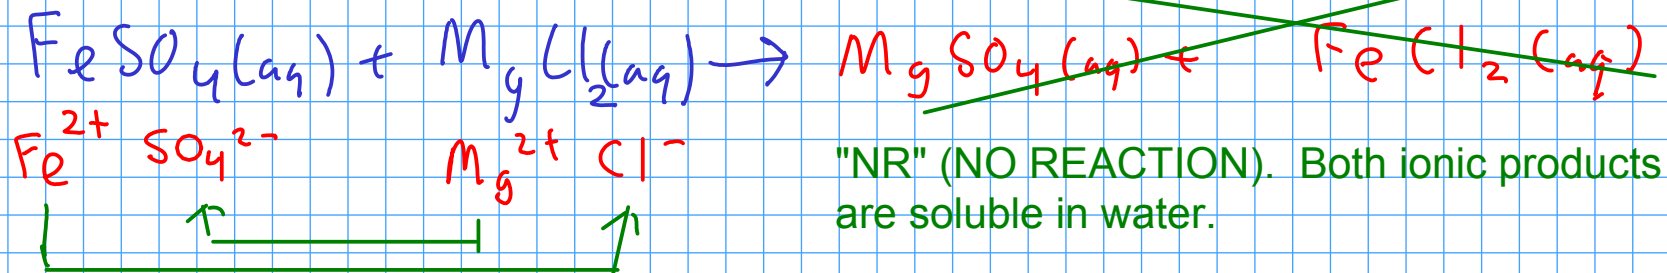 FeSO₄(aq) + MgCl₂(aq) → MgSO₄(aq) + FeCl₂(aq)
Fe²⁺ SO₄²⁻ Mg²⁺ Cl⁻
"NR" (NO REACTION). Both ionic products
are soluble in water.